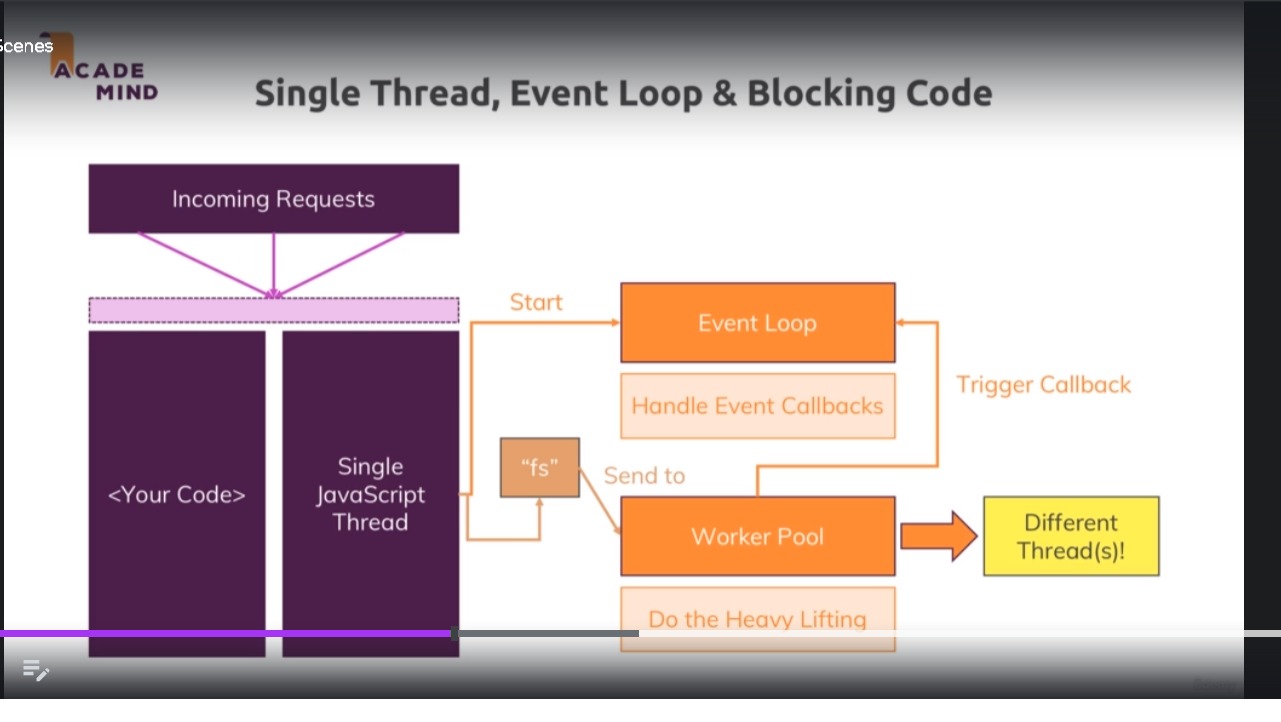 Scenes
ACADE
MIND
Single Thread, Event Loop & Blocking Code
Incoming Requests
Start
Event Loop
Trigger Callback
Handle Event Callbacks
"fs"
Send to
<Your Code>
Single
JavaScript
Thread
Worker Pool
Different
Thread(s)!
Do the Heavy Lifting